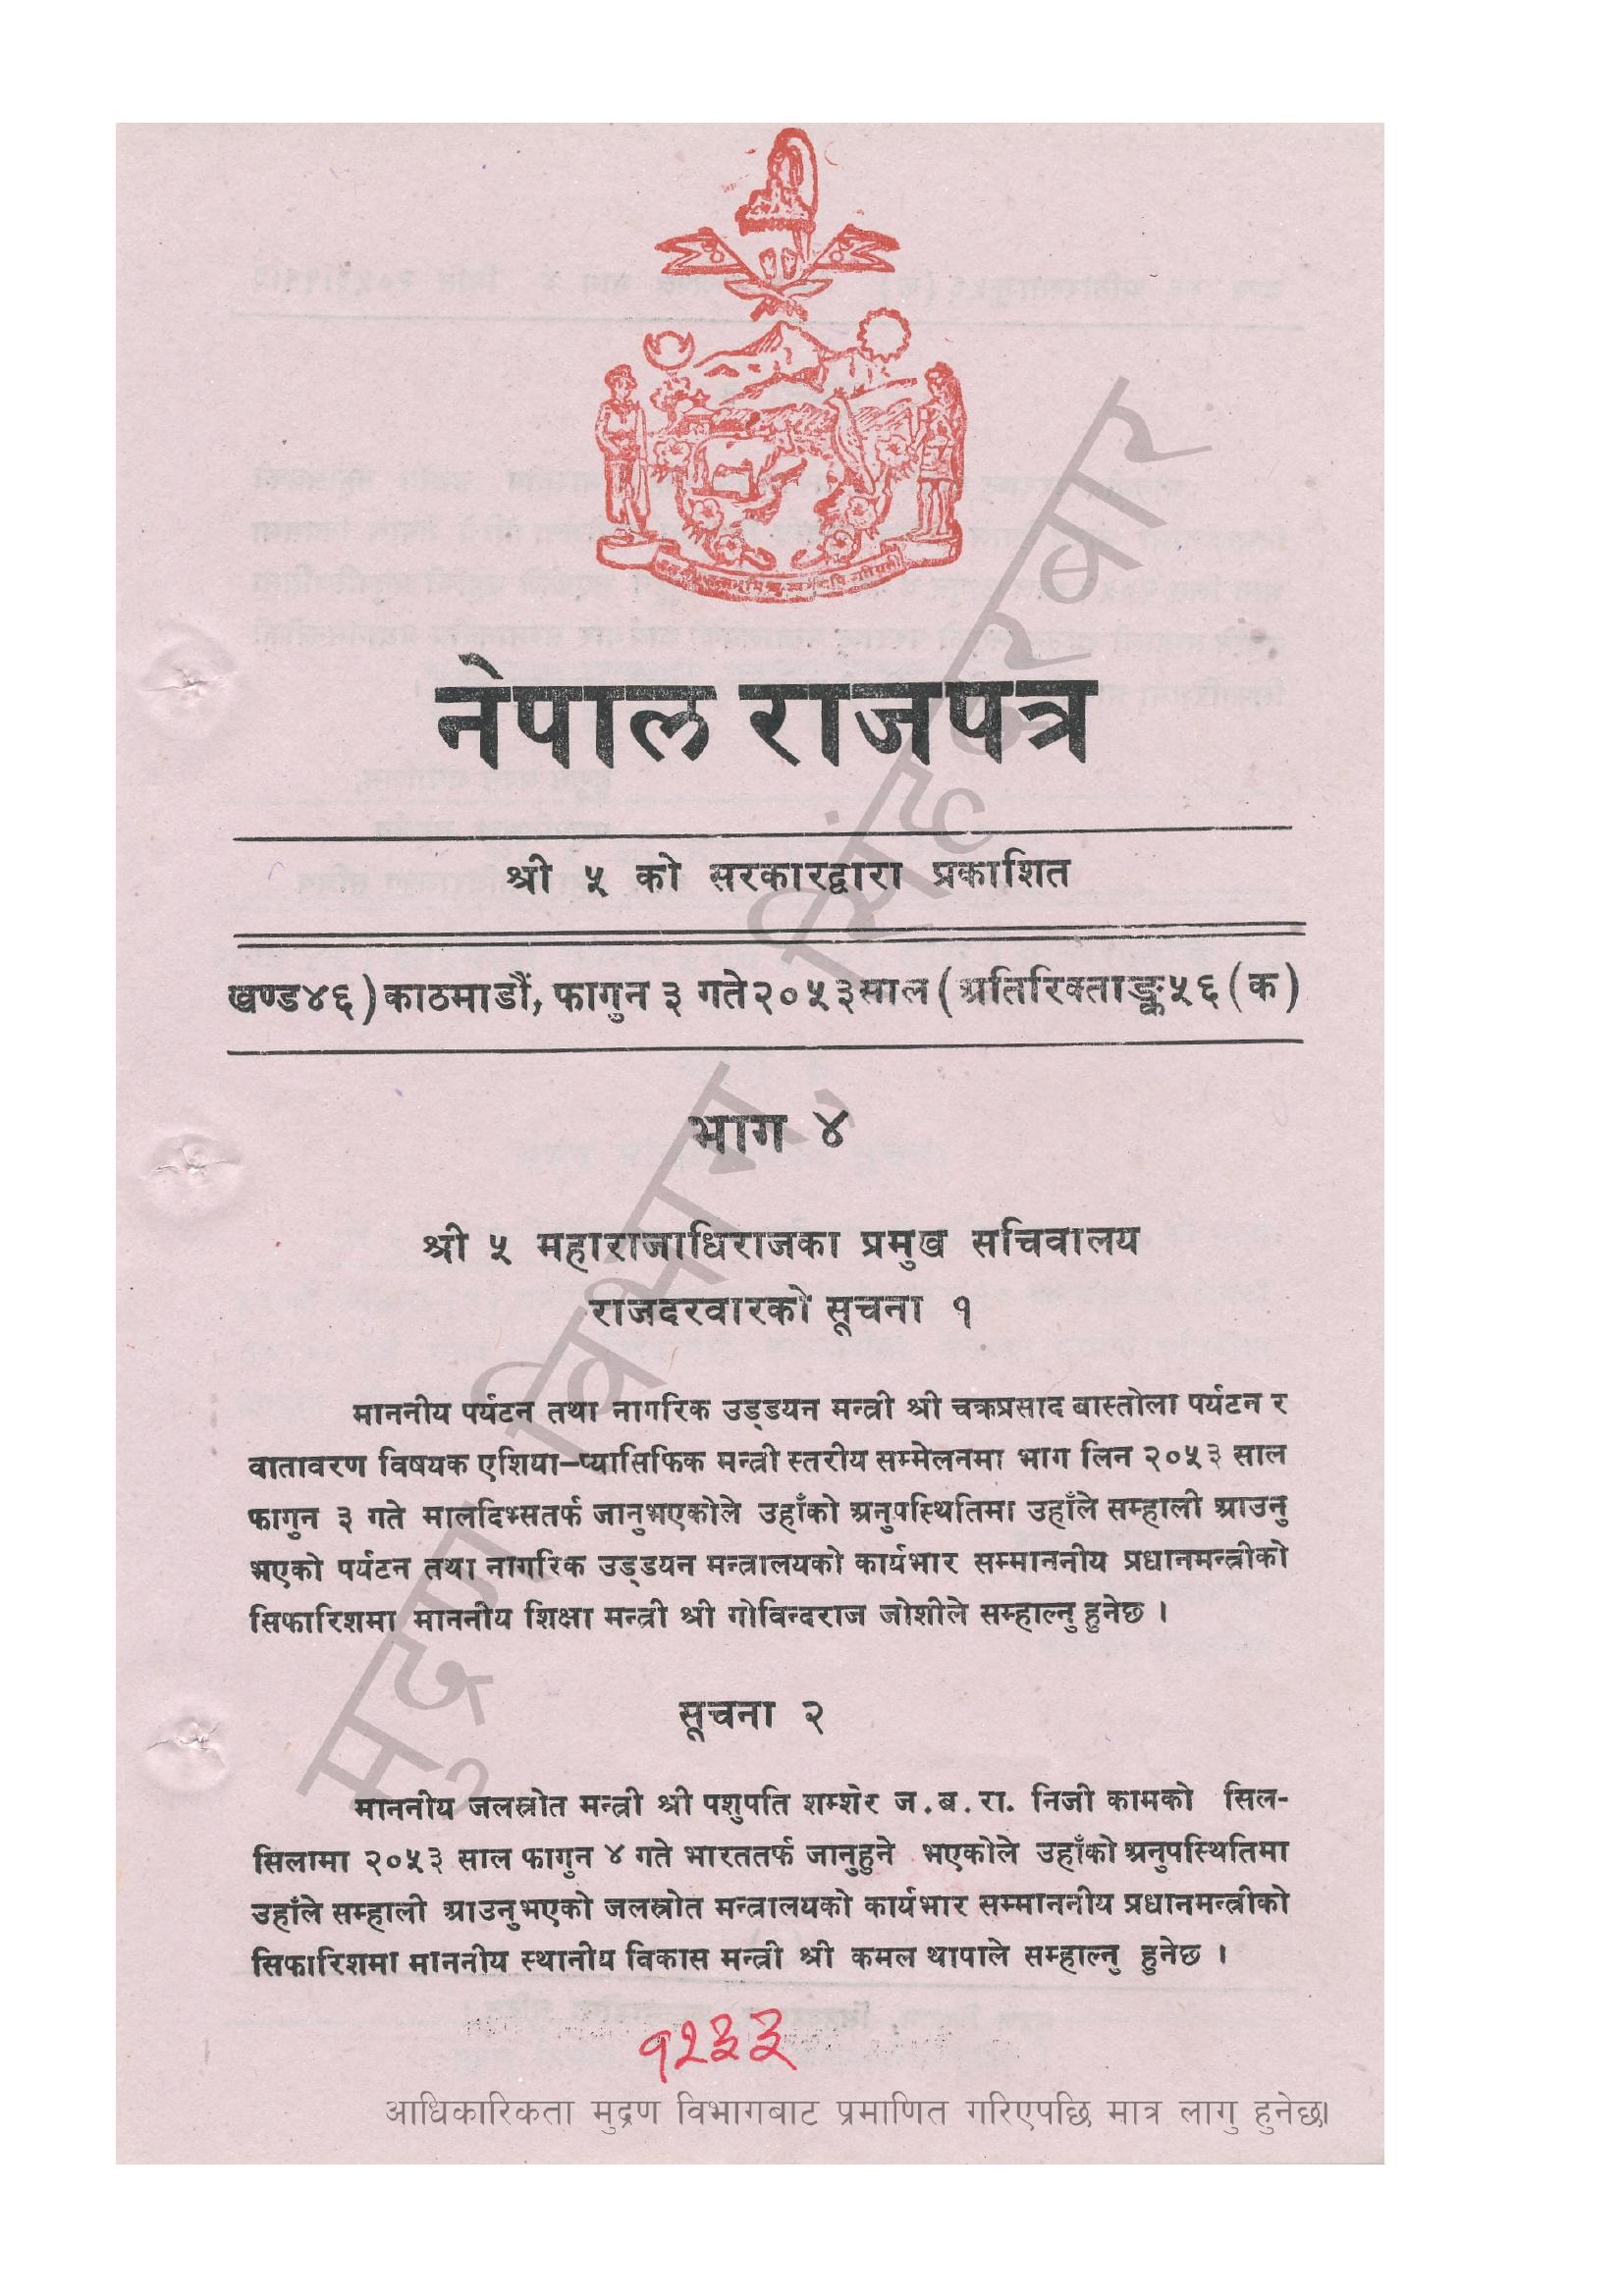 नेपाल राजपत्र
श्री ५ को सरकारद्वारा प्रकाशित
खण्ड४६)काठमाडौं, फागुन ३ गते२०५३साल(अतिरिक्ताङ्क५६(क)
भाग ४
श्री ५ महाराजाधिराजका प्रमुख सचिवालय
राजदरवारको सूचना १
माननीय पर्यटन तथा नागरिक उड्डयन मन्त्री श्री चक्रप्रसाद बास्तोला पर्यटन र
वातावरण विषयक एशिया-प्यासिफिक मन्त्री स्तरीय सम्मेलनमा भाग लिन २०५३ साल
फागुन ३ गते मालदिभ्सतर्फ जानुभएकोले उहाँको अनुपस्थितिमा उहाँले सम्हाली आउनु
भएको पर्यटन तथा नागरिक उड्डयन मन्त्रालयको कार्यभार सम्माननीय प्रधानमन्त्रीको
सिफारिशमा माननीय शिक्षा मन्त्री श्री गोविन्दराज जोशीले सम्हाल्नु हुनेछ ।
सूचना २
माननीय जलस्रोत मन्त्री श्री पशुपति शम्शेर ज.ब.रा. निजी कामको सिल-
सिलामा २०५३ साल फागुन ४ गते भारततर्फ जानुहुने भएकोले उहाँको अनुपस्थितिमा
उहाँले सम्हाली आउनुभएको जलस्रोत मन्त्रालयको कार्यभार सम्माननीय प्रधानमन्त्रीको
सिफारिशमा माननीय स्थानीय विकास मन्त्री श्री कमल थापाले सम्हाल्नु हुनेछ ।
१२३३
आधिकारिकता मुद्रण विभागबाट प्रमाणित गरिएपछि मात्र लागु हुनेछ।
मुद्रण विभाग, सिंहदरबार